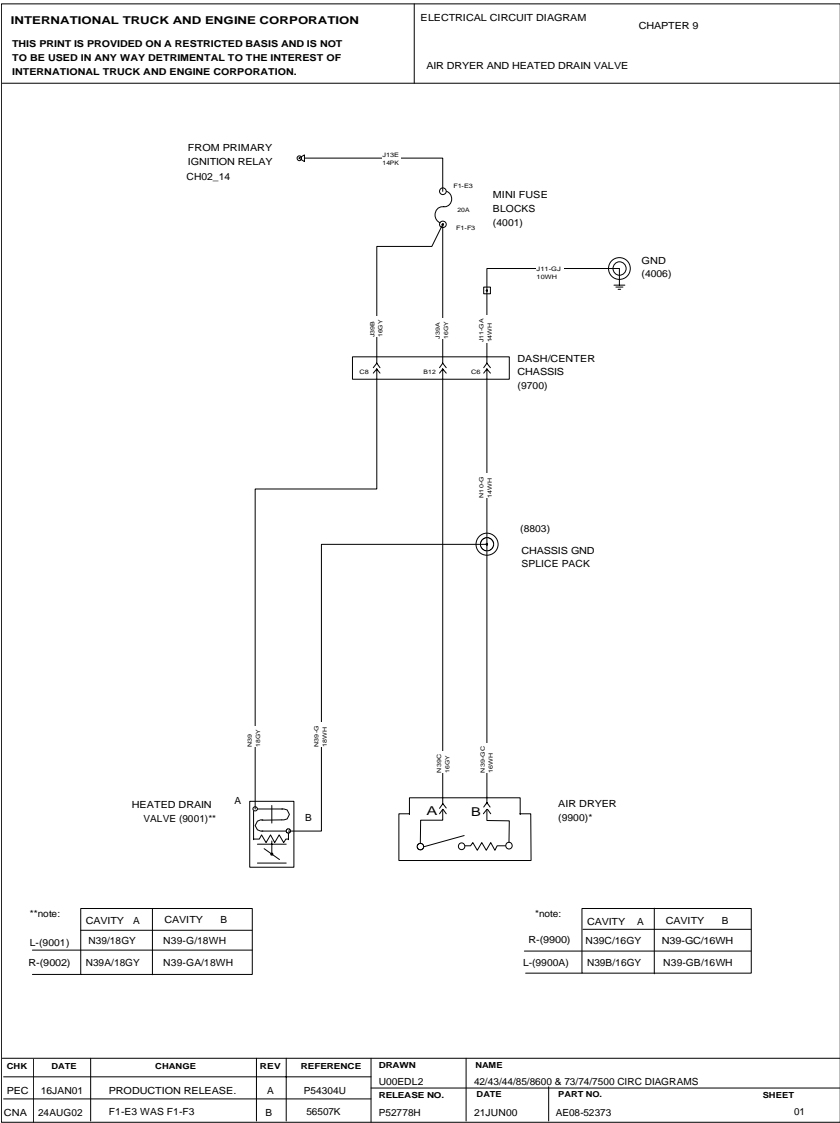 INTERNATIONAL TRUCK AND ENGINE CORPORATION
THIS PRINT IS PROVIDED ON A RESTRICTED BASIS AND IS NOT
TO BE USED IN ANY WAY DETRIMENTAL TO THE INTEREST OF
INTERNATIONAL TRUCK AND ENGINE CORPORATION.
ELECTRICAL CIRCUIT DIAGRAM
CHAPTER 9
AIR DRYER AND HEATED DRAIN VALVE
FROM PRIMARY
IGNITION RELAY
CH02_14
J13E
14PK
F1-E3
20A
F1-F3
MINI FUSE
BLOCKS
(4001)
J11-GJ
10WH
GND
(4006)
J39B
16GY
J39A
16GY
J11-GA
14WH
C8
B12
C6
DASH/CENTER
CHASSIS
(9700)
N10-G
14WH
(8803)
CHASSIS GND
SPLICE PACK
N39
18GY
N39-G
18WH
N39C
16GY
N39-GC
16WH
HEATED DRAIN
VALVE (9001)**
A
B
A
B
AIR DRYER
(9900)*
**note:
CAVITY A CAVITY B
L-(9001) N39/18GY N39-G/18WH
R-(9002) N39A/18GY N39-GA/18WH
*note:
CAVITY A CAVITY B
R-(9900) N39C/16GY N39-GC/16WH
L-(9900A) N39B/16GY N39-GB/16WH
CHK DATE CHANGE REV REFERENCE
PEC 16JAN01 PRODUCTION RELEASE. A P54304U
CNA 24AUG02 F1-E3 WAS F1-F3 B 56507K
DRAWN NAME
U00EDL2 42/43/44/85/8600 & 73/74/7500 CIRC DIAGRAMS
RELEASE NO. DATE PART NO. SHEET
P52778H 21JUN00 AE08-52373 01